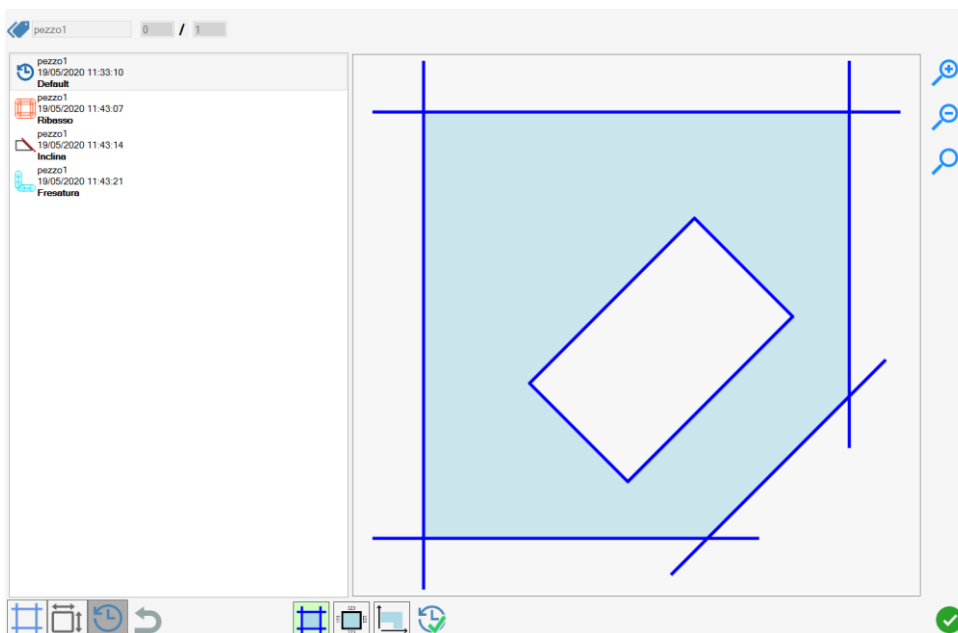 pezzo1 0 / 1
pezzo1
19/05/2020 11:33:10
Default
pezzo1
19/05/2020 11:43:07
Ribasso
pezzo1
19/05/2020 11:43:14
Inclina
pezzo1
19/05/2020 11:43:21
Fresatura